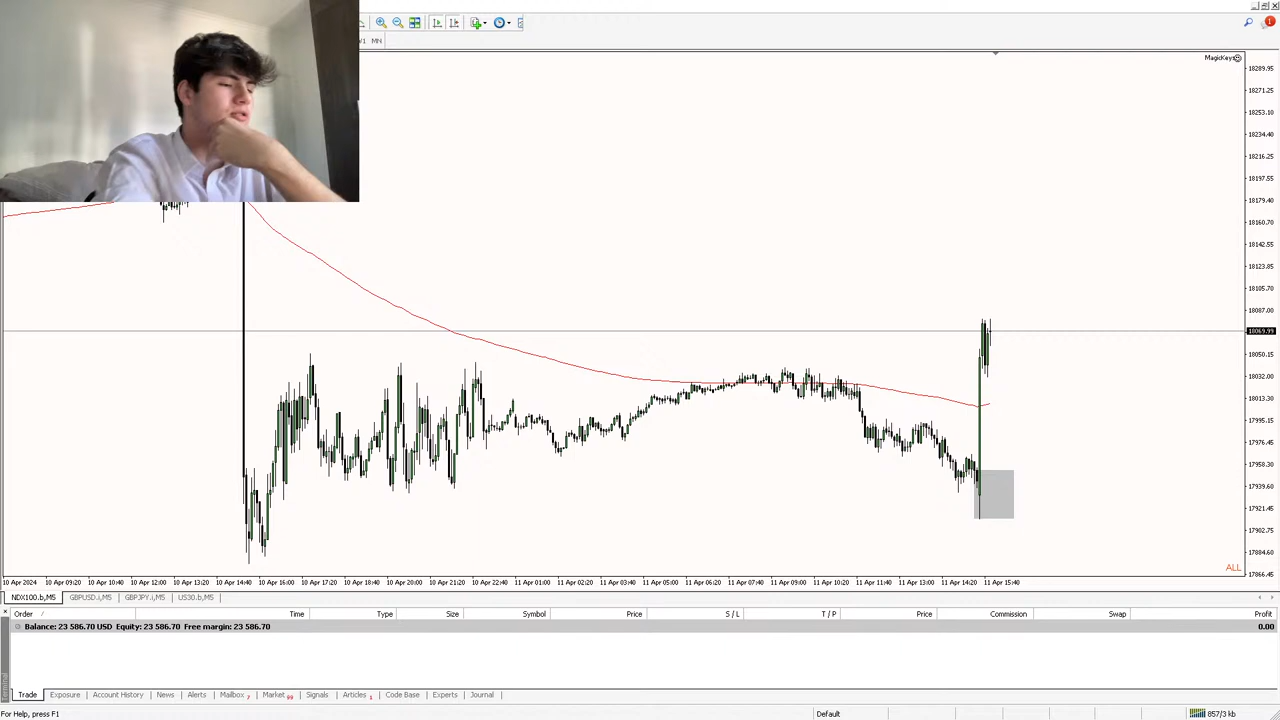 MN
MagicKeys
18289.95
18271.25
18253.10
18234.40
18216.25
18197.55
18179.40
18160.70
18142.55
18123.85
18105.70
18087.00
18069.99
18050.15
18032.00
18013.30
17995.15
17976.45
17958.30
17939.60
17921.45
17902.75
17884.60
17866.45
ALL
10 Apr 2024 10 Apr 09:20 10 Apr 10:40 10 Apr 12:00 10 Apr 13:20 10 Apr 14:40 10 Apr 16:00 10 Apr 17:20 10 Apr 18:40 10 Apr 20:00 10 Apr 21:20 10 Apr 22:40 11 Apr 01:00 11 Apr 02:20 11 Apr 03:40 11 Apr 05:00 11 Apr 06:20 11 Apr 07:40 11 Apr 09:00 11 Apr 10:20 11 Apr 11:40 11 Apr 13:00 11 Apr 14:20 11 Apr 15:40
NDX100.b,M5 GBPUSD.i,M5 GBPJPY.i,M5 US30.b,M5
Order / Time Type Size Symbol Price S / L T / P Price Commission Swap Profit
Balance: 23 586.70 USD Equity: 23 586.70 Free margin: 23 586.70 0.00
Terminal
Trade Exposure Account History News Alerts Mailbox 7 Market 99 Signals Articles 1 Code Base Experts Journal
For Help, press F1 Default 857/3 kb